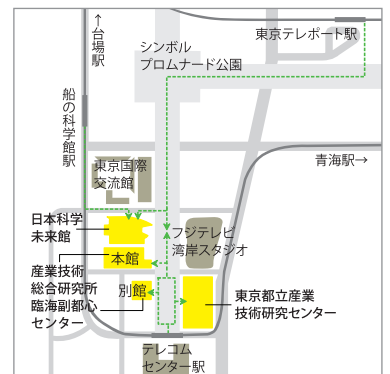 ←台場駅
東京テレポート駅
シンボル
プロムナード公園
船の科学館駅
青海駅→
東京国際
交流館
日本科学
未来館
フジテレビ
湾岸スタジオ
本館
産業技術
総合研究所
臨海副都心
センター
別館
東京都立産業
技術研究センター
テレコム
センター駅